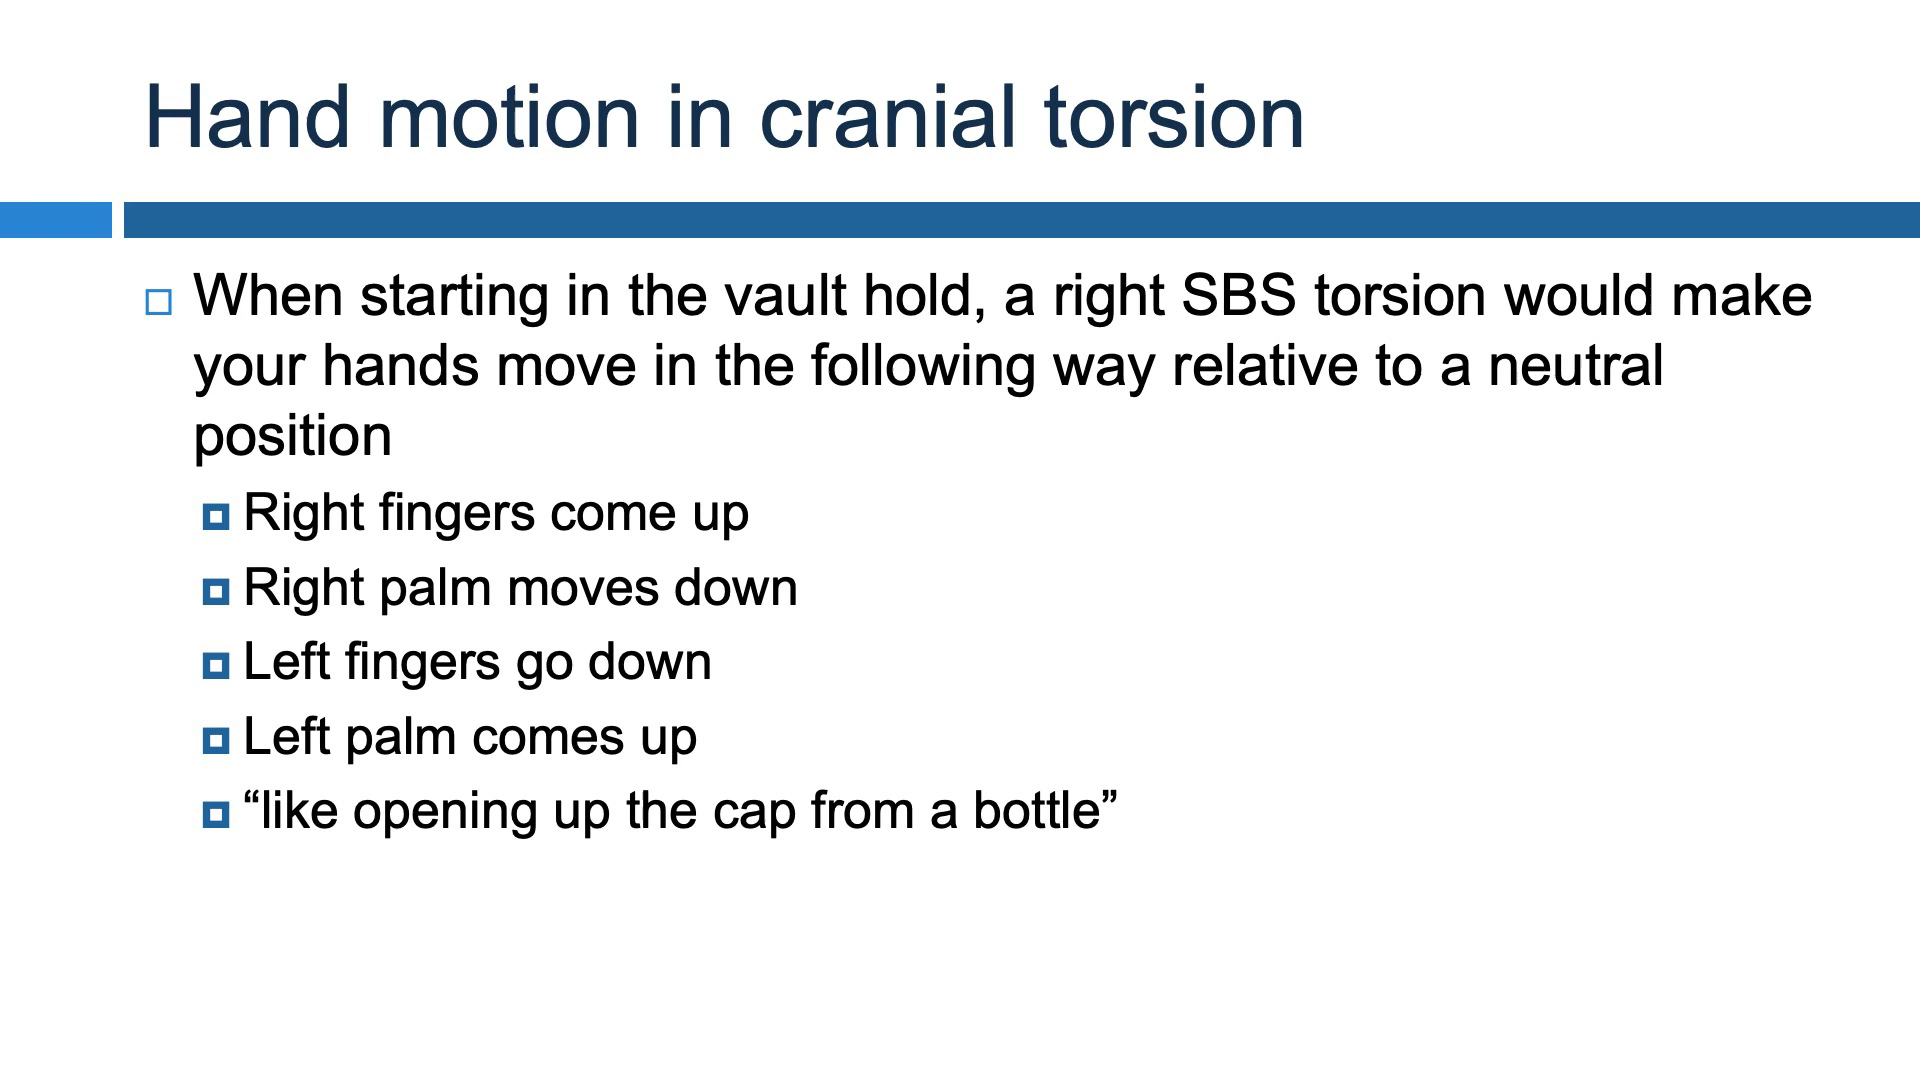 Hand motion in cranial torsion
When starting in the vault hold, a right SBS torsion would make
your hands move in the following way relative to a neutral
position
Right fingers come up
Right palm moves down
Left fingers go down
Left palm comes up
“like opening up the cap from a bottle”